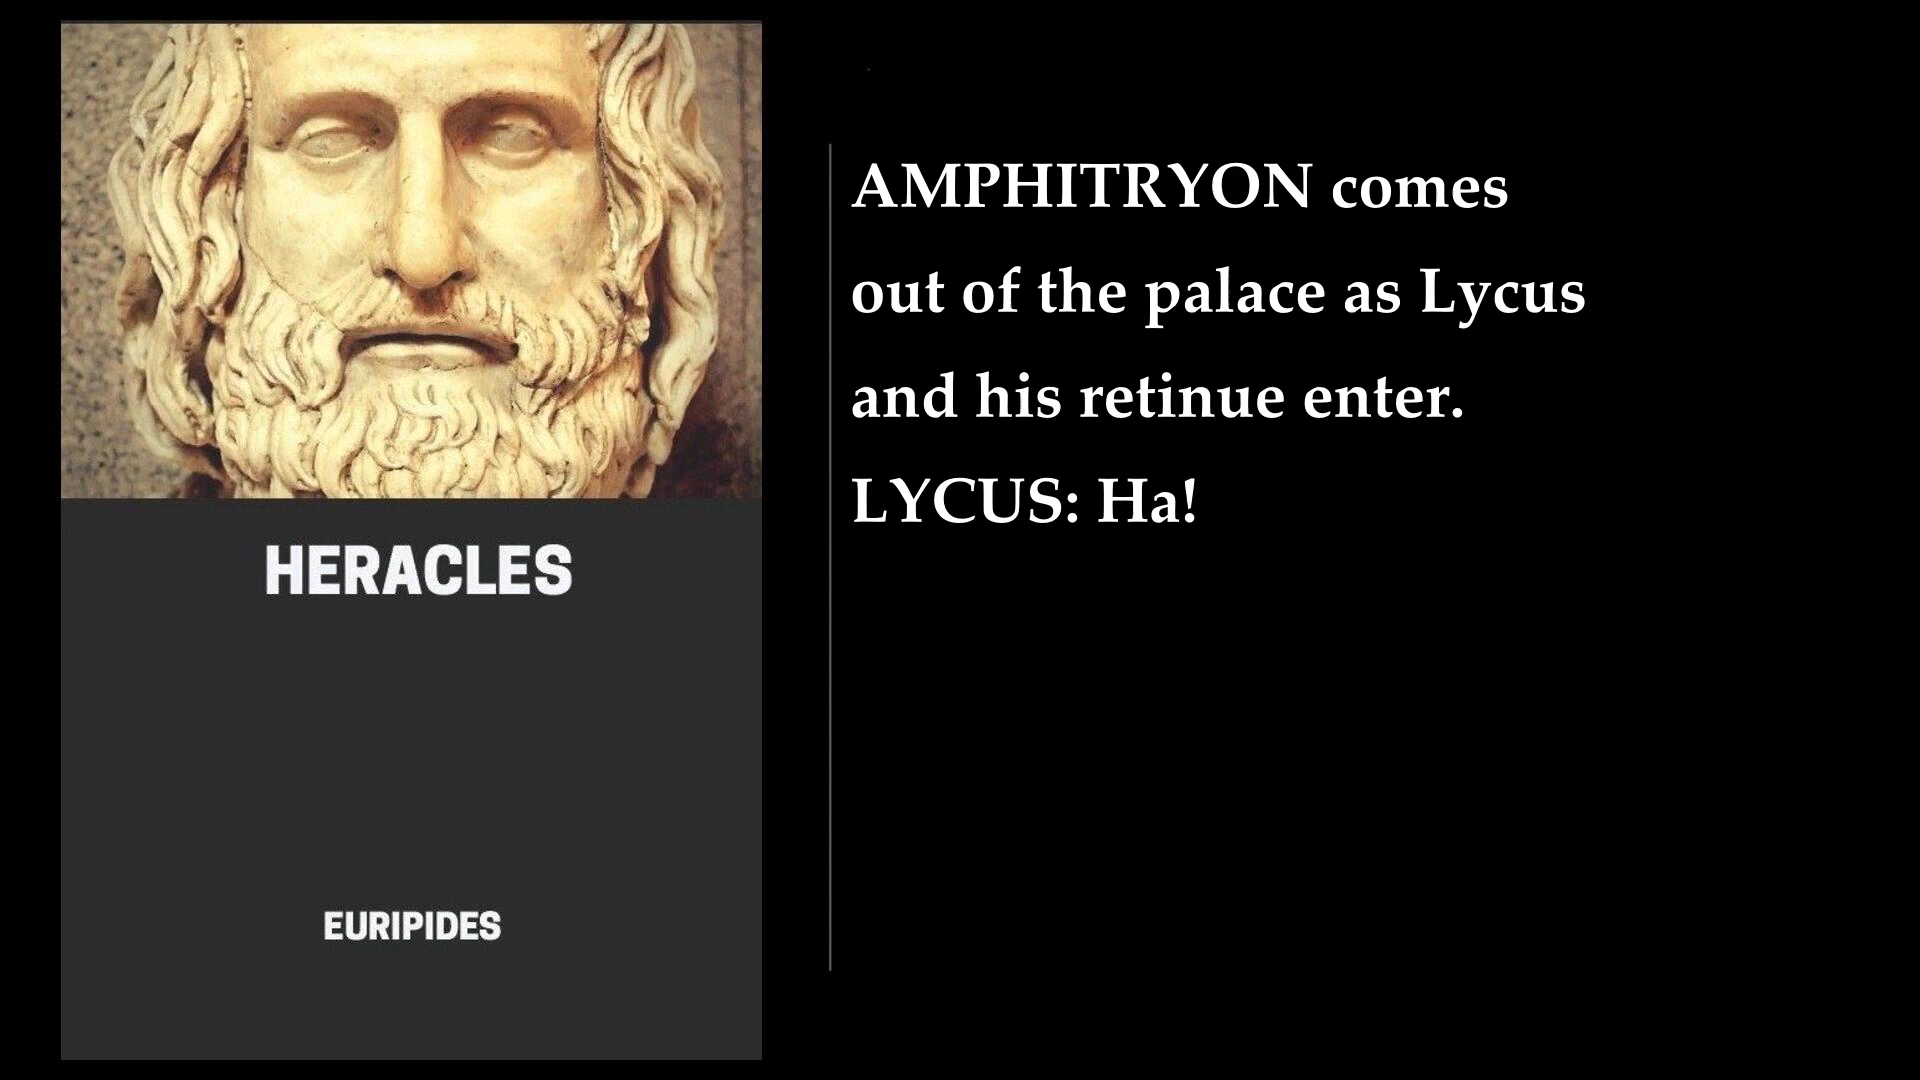 HERACLES
EURIPIDES
AMPHITRYON comes
out of the palace as Lycus
and his retinue enter.
LYCUS: Ha!